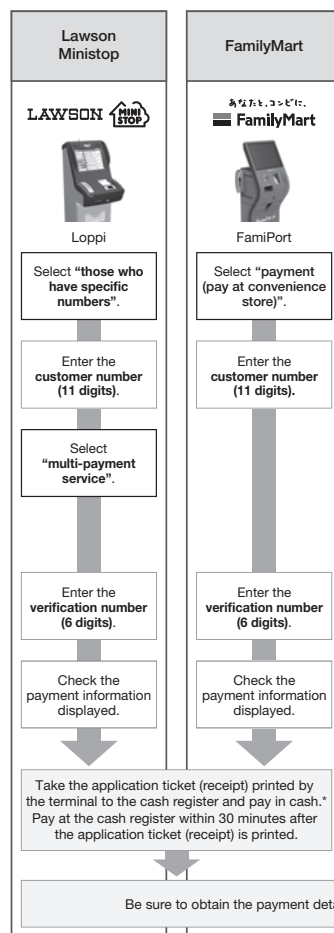 Lawson
Ministop
LAWSON MINI
STOP
Loppi
Select “those who
have specific
numbers”.
Enter the
customer number
(11 digits).
Select
“multi-payment
service”.
Enter the
verification number
(6 digits).
Check the
payment information
displayed.
FamilyMart
あなたと、コンビに、
FamilyMart
FamiPort
Select “payment
(pay at convenience
store)”.
Enter the
customer number
(11 digits).
Enter the
verification number
(6 digits).
Check the
payment information
displayed.
Take the application ticket (receipt) printed by
the terminal to the cash register and pay in cash.*
Pay at the cash register within 30 minutes after
the application ticket (receipt) is printed.
Be sure to obtain the payment deta